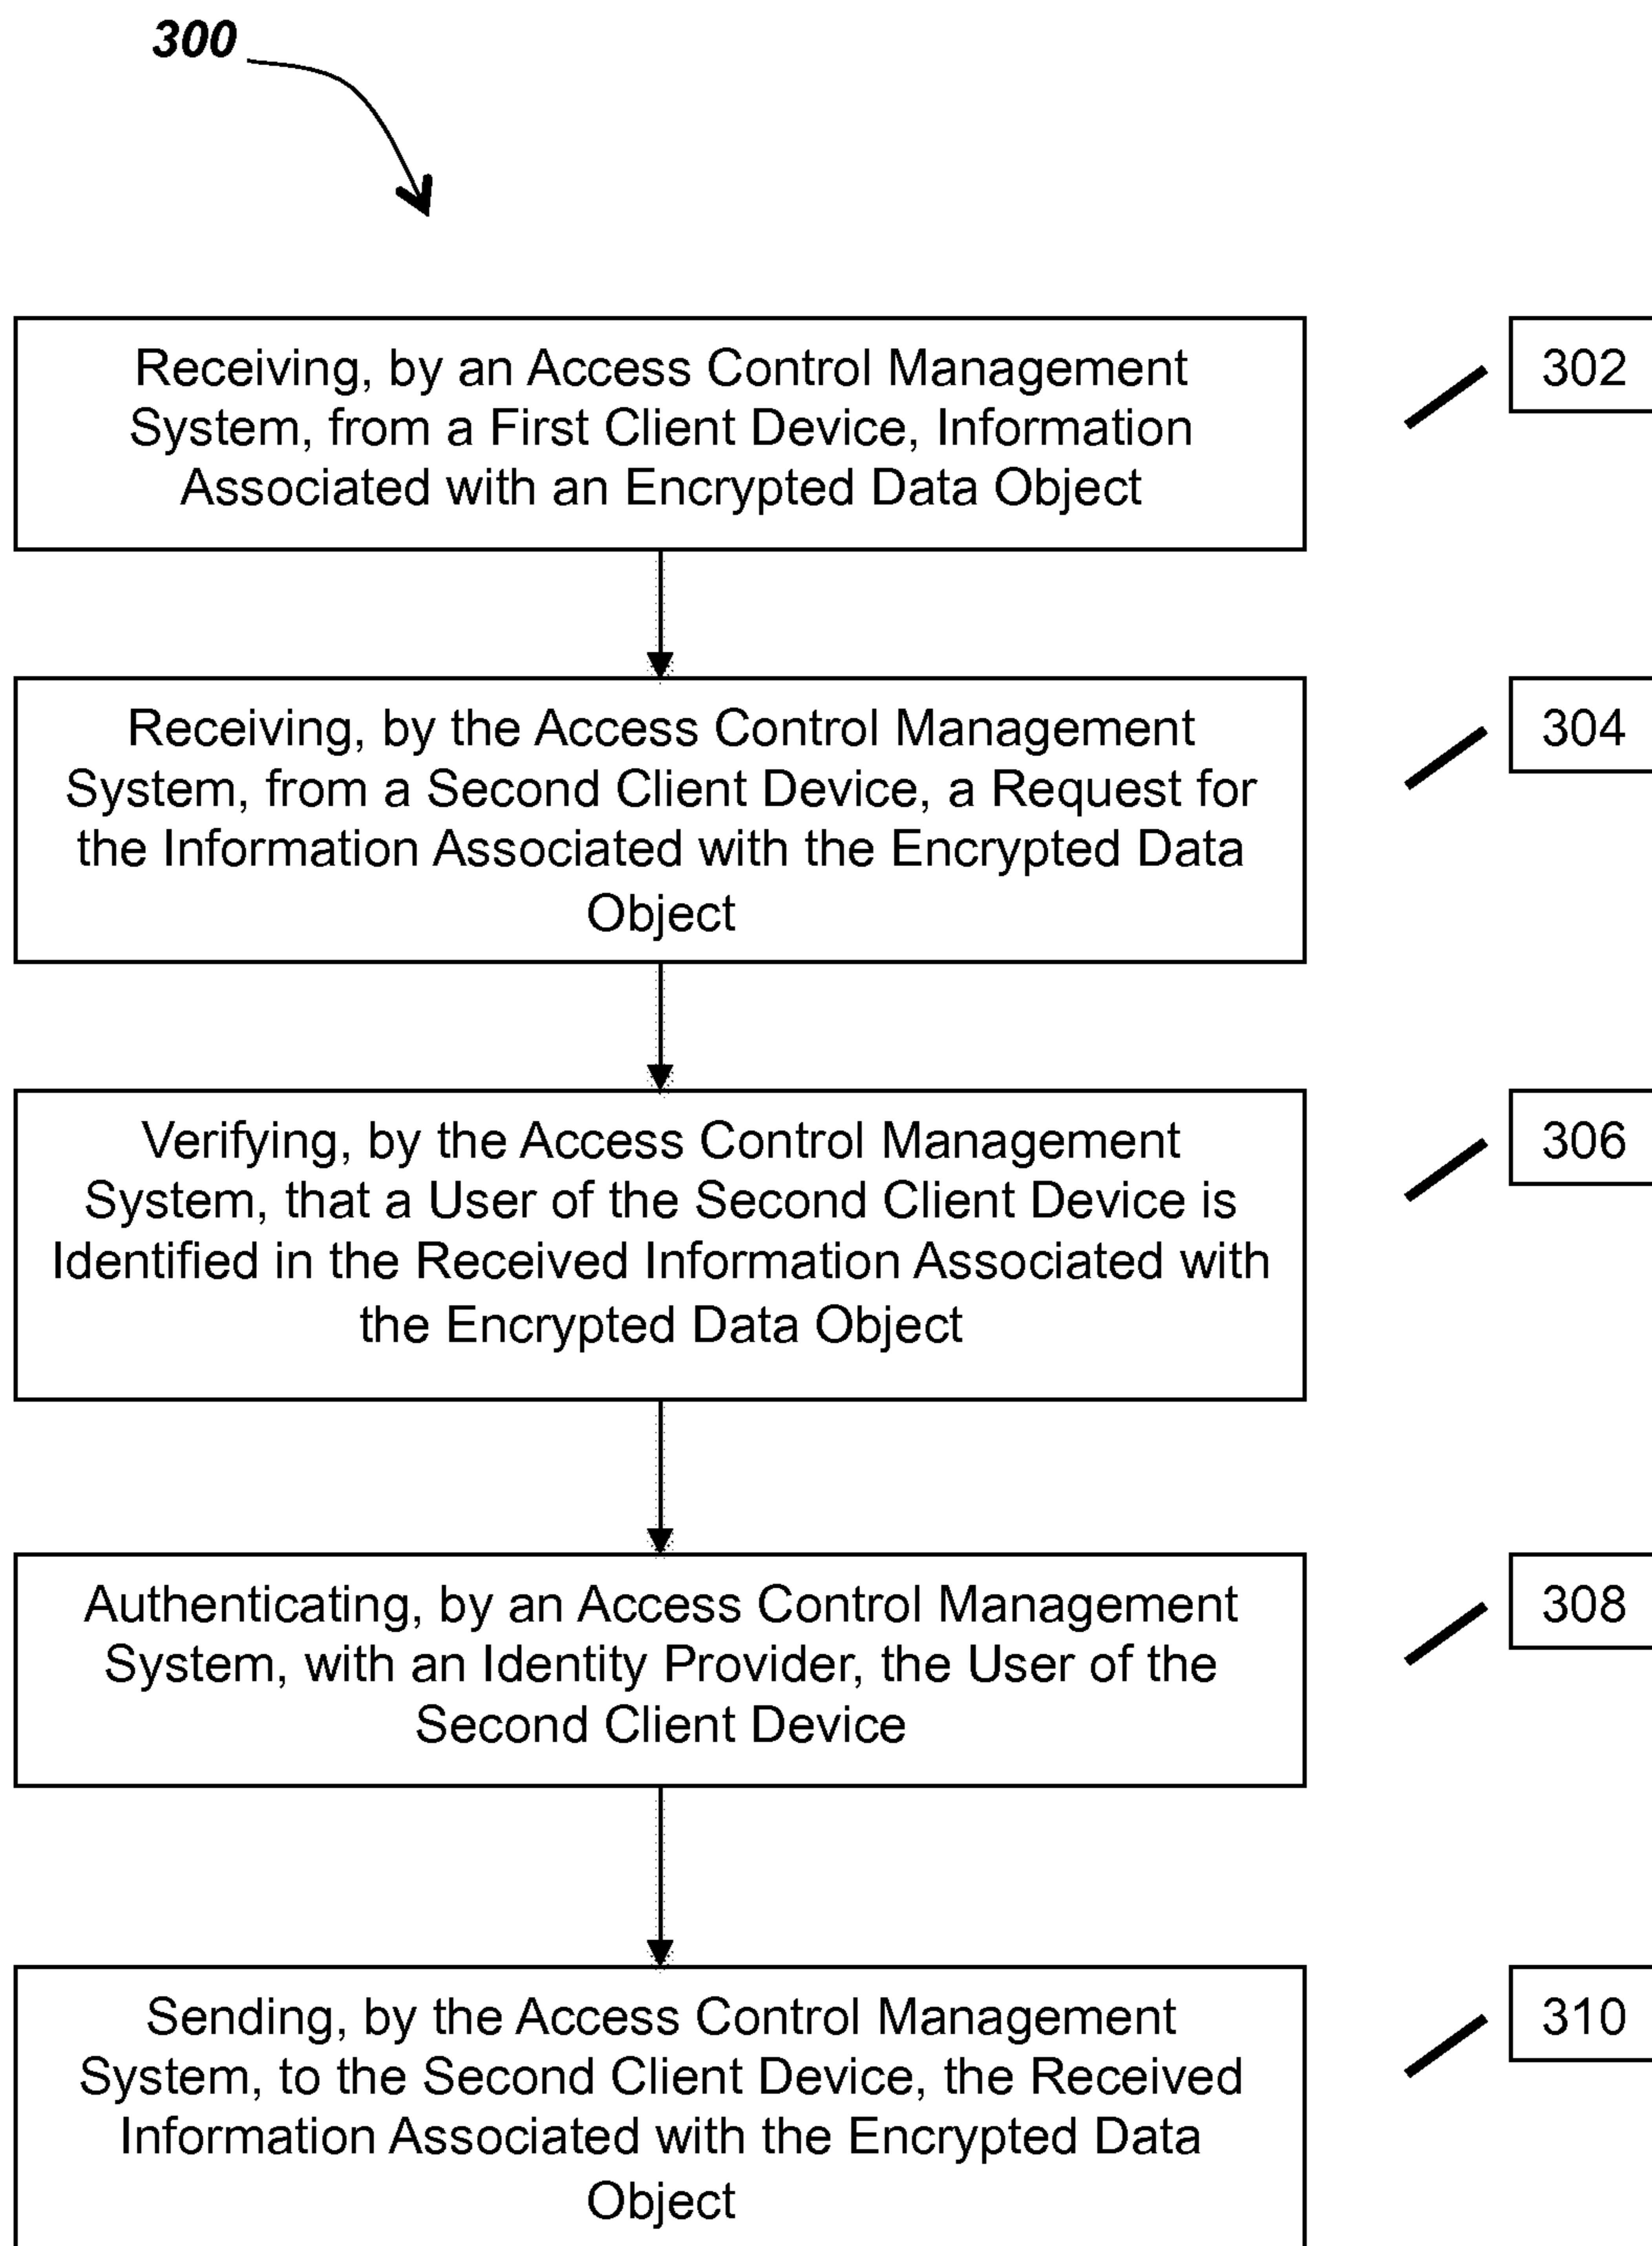 300
Receiving, by an Access Control Management
System, from a First Client Device, Information
Associated with an Encrypted Data Object
302
Receiving, by the Access Control Management
System, from a Second Client Device, a Request for
the Information Associated with the Encrypted Data
Object
304
Verifying, by the Access Control Management
System, that a User of the Second Client Device is
Identified in the Received Information Associated with
the Encrypted Data Object
306
Authenticating, by an Access Control Management
System, with an Identity Provider, the User of the
Second Client Device
308
Sending, by the Access Control Management
System, to the Second Client Device, the Received
Information Associated with the Encrypted Data
Object
310